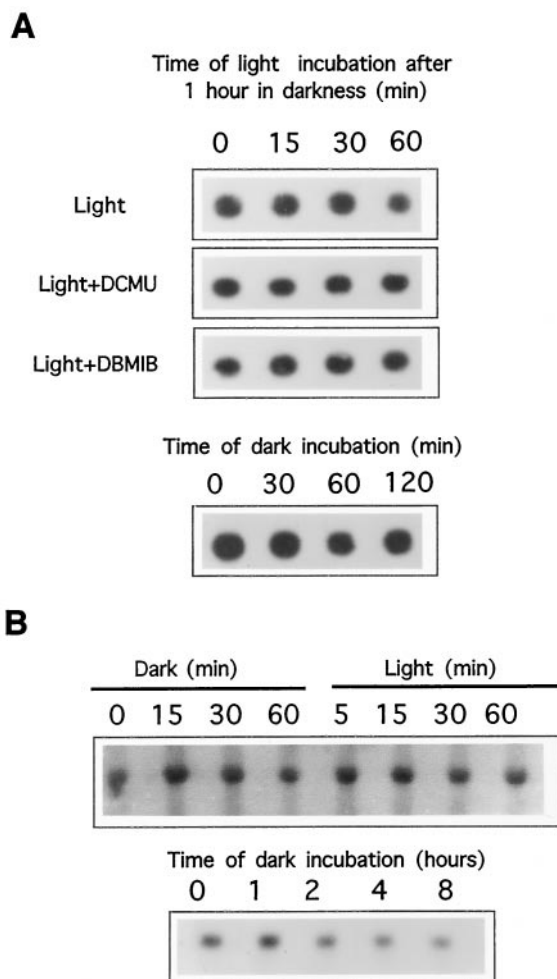 A
Time of light incubation after
1 hour in darkness (min)
0 15 30 60
Light
Light+DCMU
Light+DBMIB
Time of dark incubation (min)
0 30 60 120
B
Dark (min) Light (min)
0 15 30 60 5 15 30 60
Time of dark incubation (hours)
0 1 2 4 8